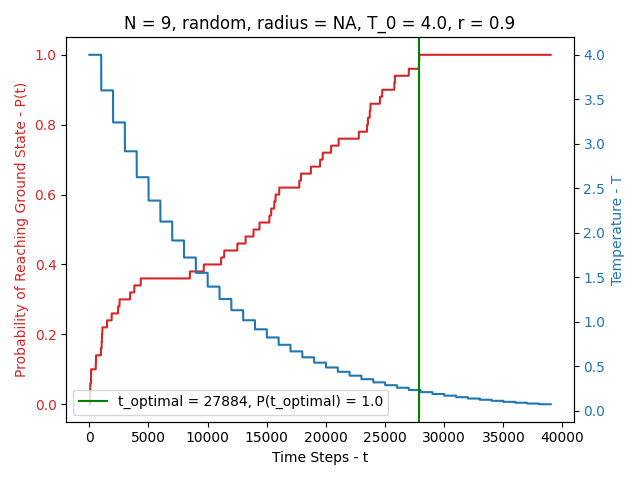 N = 9, random, radius = NA, T_0 = 4.0, r = 0.9
Probability of Reaching Ground State - P(t)
1.0
0.8
0.6
0.4
0.2
0.0
4.0
3.5
3.0
2.5
2.0
1.5
1.0
0.5
0.0
Temperature - T
t_optimal = 27884, P(t_optimal) = 1.0
0 5000 10000 15000 20000 25000 30000 35000 40000
Time Steps - t